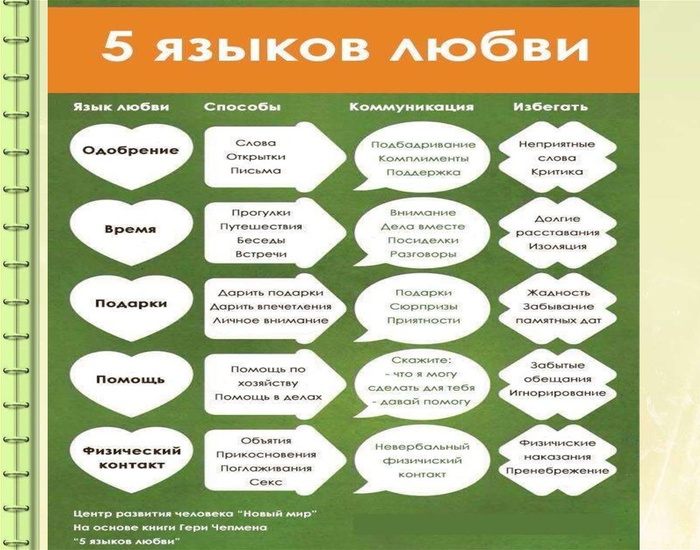 5 языков любви
Язык любви Способы Коммуникация Избегать
Одобрение
Слова
Открытки
Письма
Подбадривание
Комплименты
Поддержка
Неприятные
слова
Критика
Время
Прогулки
Путешествия
Беседы
Встречи
Внимание
Дела вместе
Посиделки
Разговоры
Долгие
расставания
Изоляция
Подарки
Дарить подарки
Дарить впечатления
Личное внимание
Подарки
Сюрпризы
Приятности
Жадность
Забывание
памятных дат
Помощь
Помощь по
хозяйству
Помощь в делах
Скажите:
- что я могу
сделать для тебя
- давай помогу
Забытые
обещания
Игнорирование
Физический
контакт
Объятия
Прикосновения
Поглаживания
Секс
Невербальный
физичиский
контакт
Физичиские
наказания
Пренебрежение
Центр развития человека "Новый мир"
На основе книги Гери Чепмена
"5 языков любви"